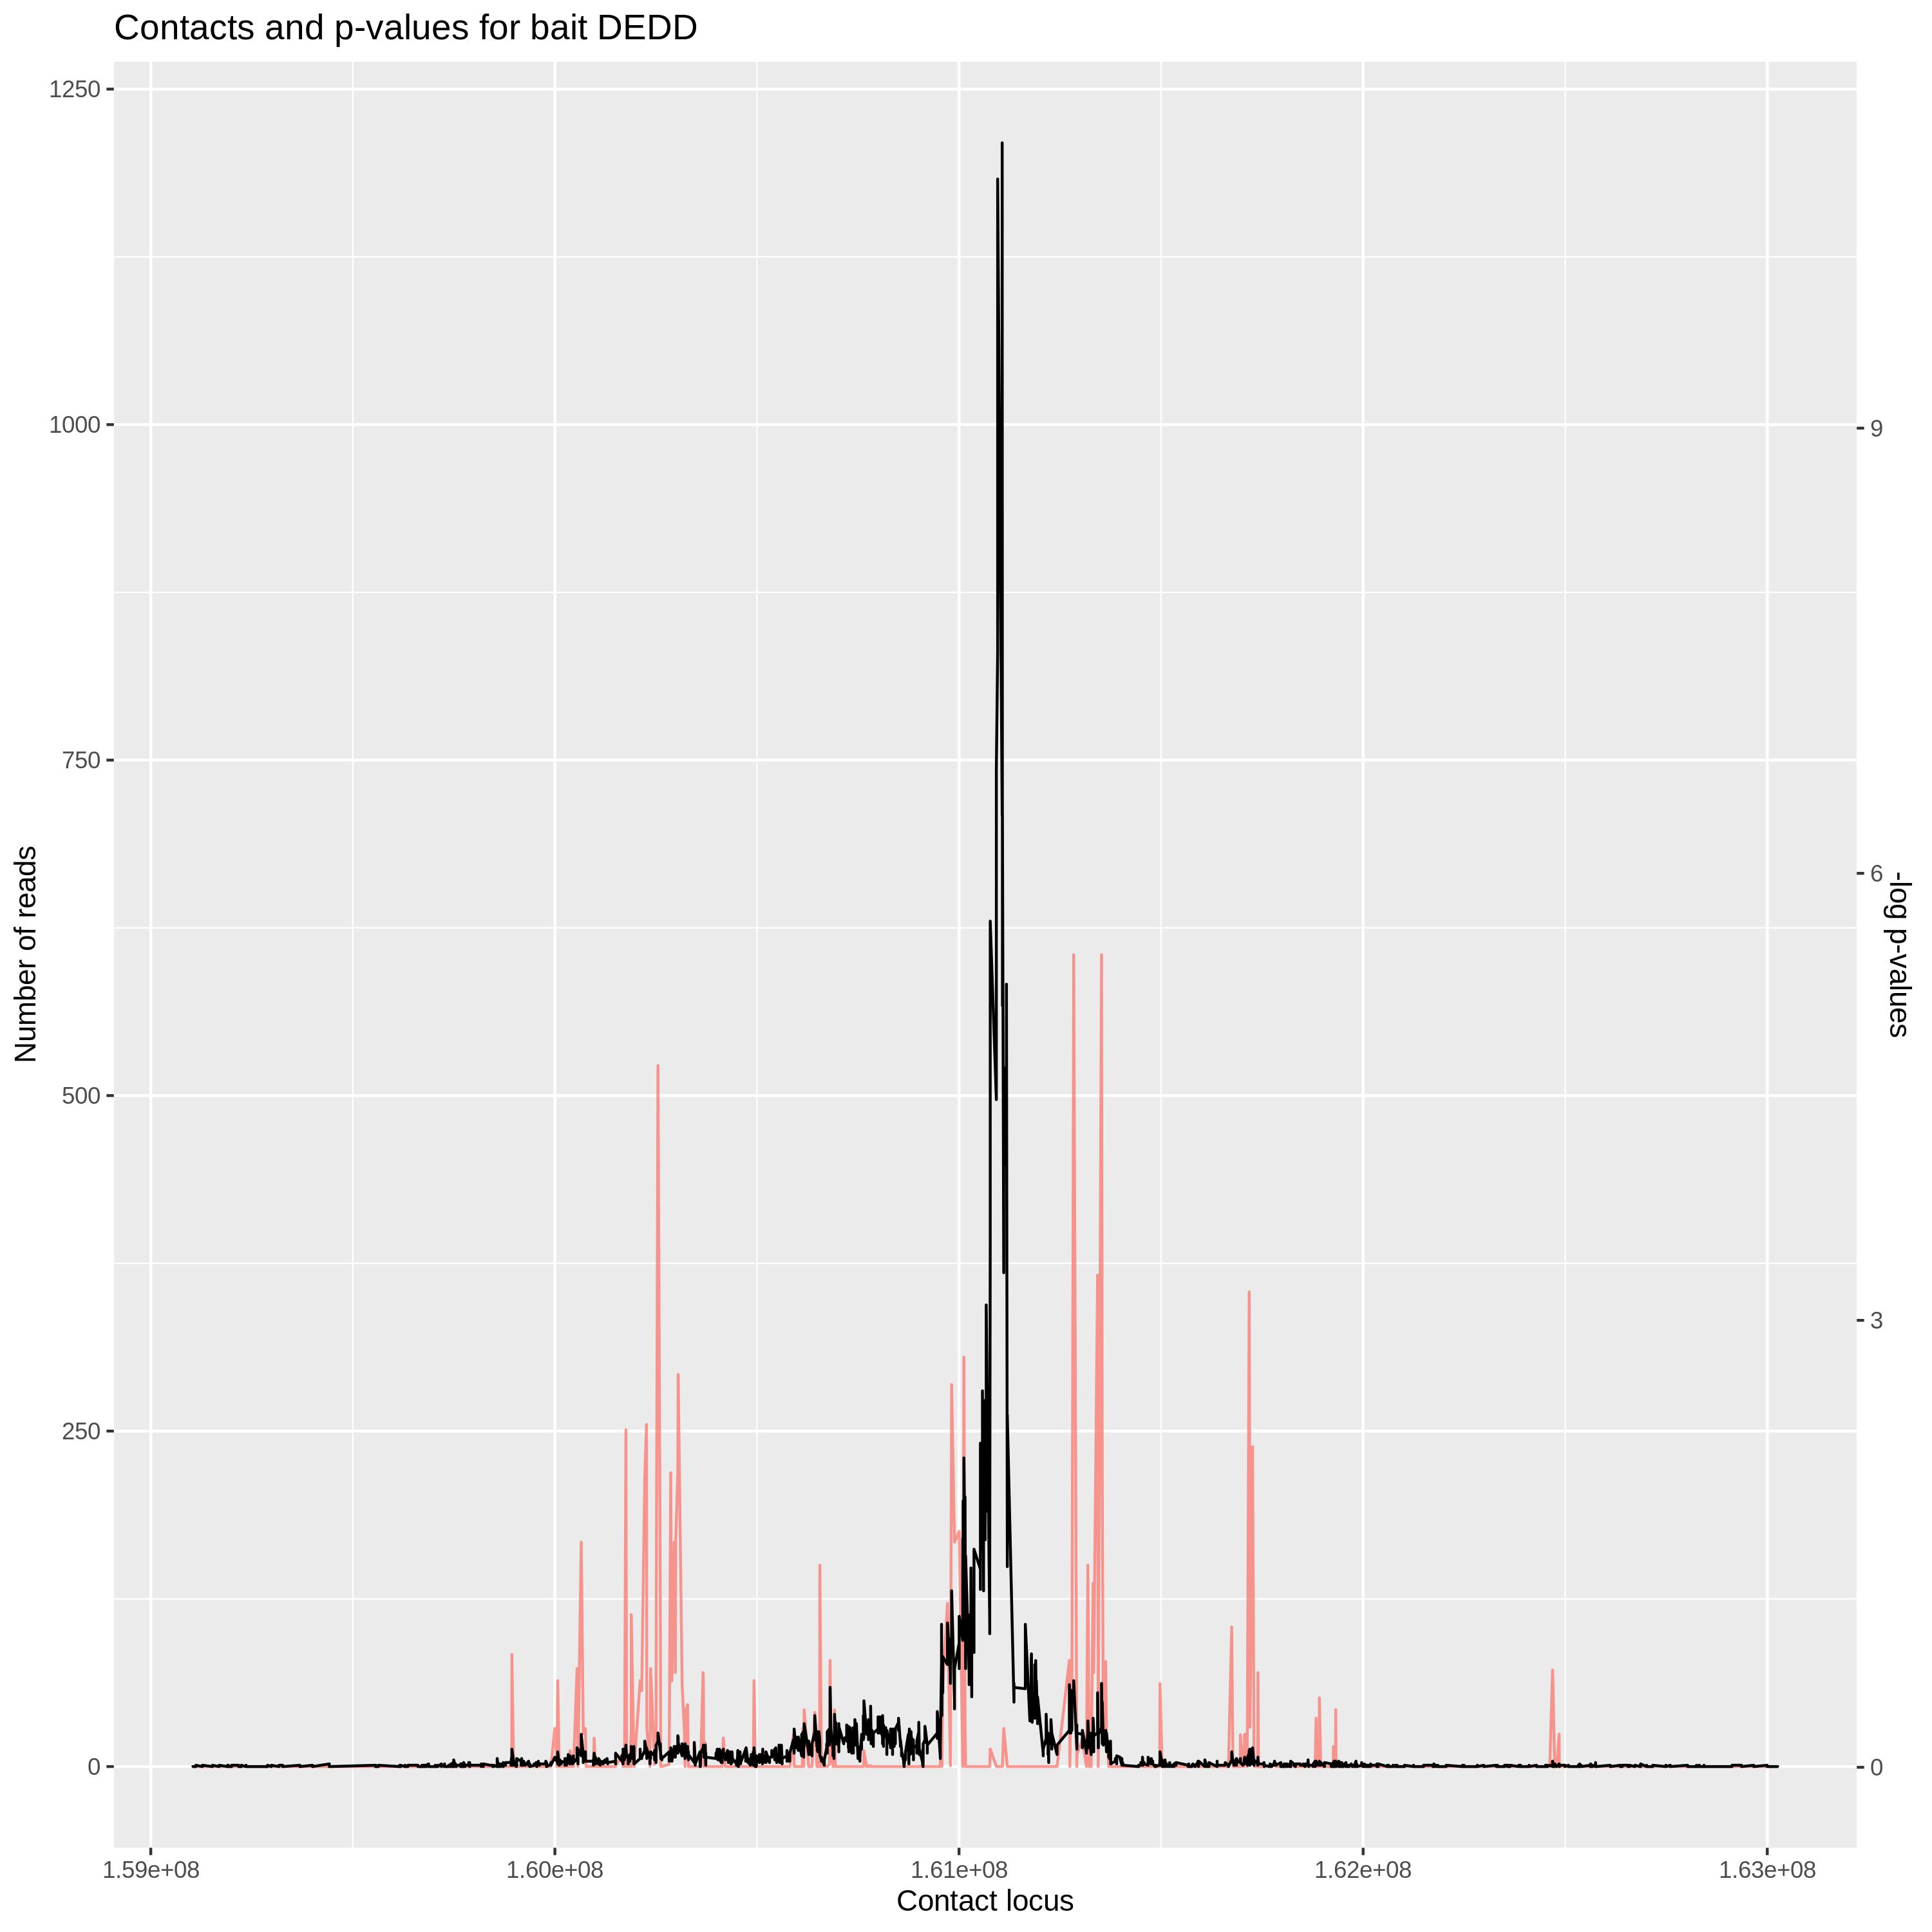 Contacts and p-values for bait DEDD
1250
1000
750
500
250
0
Number of reads
9
6
3
0
-log p-values
1.59e+08
1.60e+08
1.61e+08
1.62e+08
1.63e+08
Contact locus